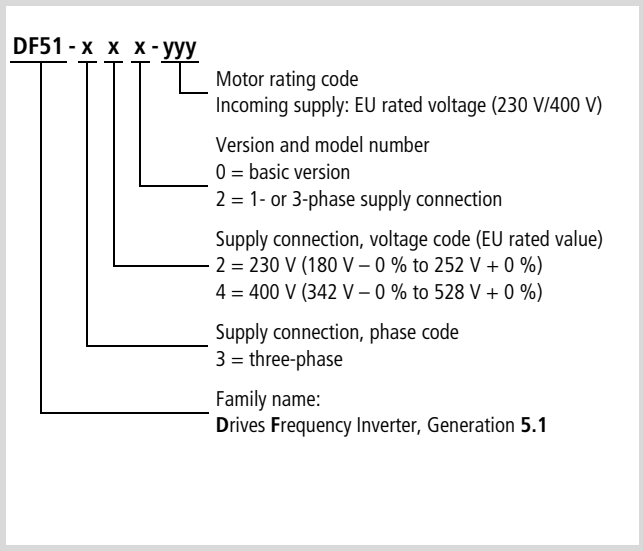 DF51 - x x x - yyy
Motor rating code
Incoming supply: EU rated voltage (230 V/400 V)
Version and model number
0 = basic version
2 = 1- or 3-phase supply connection
Supply connection, voltage code (EU rated value)
2 = 230 V (180 V – 0 % to 252 V + 0 %)
4 = 400 V (342 V – 0 % to 528 V + 0 %)
Supply connection, phase code
3 = three-phase
Family name:
Drives Frequency Inverter, Generation 5.1